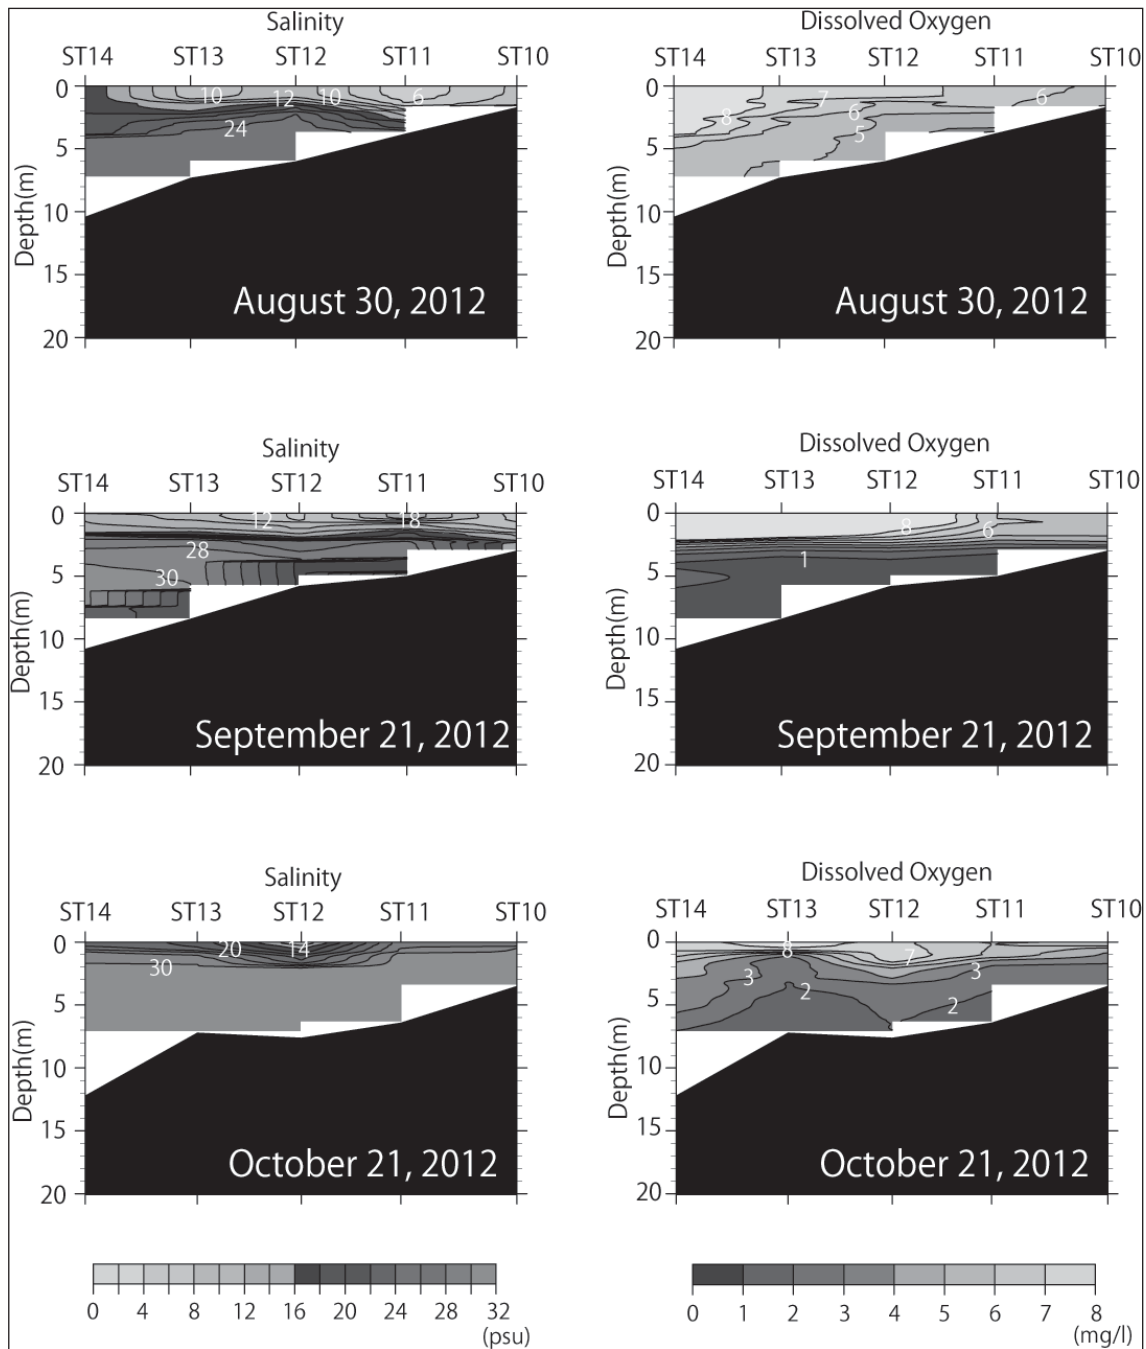 Salinity
ST14 ST13 ST12 ST11 ST10
0
5
10
15
20
Depth(m)
10 12 10 6
24
August 30, 2012
Dissolved Oxygen
ST14 ST13 ST12 ST11 ST10
0
5
10
15
20
Depth(m)
7 6
8 6
5
August 30, 2012
Salinity
ST14 ST13 ST12 ST11 ST10
0
5
10
15
20
Depth(m)
12 18
28
30
September 21, 2012
Dissolved Oxygen
ST14 ST13 ST12 ST11 ST10
0
5
10
15
20
Depth(m)
8 6
1
September 21, 2012
Salinity
ST14 ST13 ST12 ST11 ST10
0
5
10
15
20
Depth(m)
20 14
30
October 21, 2012
Dissolved Oxygen
ST14 ST13 ST12 ST11 ST10
0
5
10
15
20
Depth(m)
8 7
3 3
2 2
October 21, 2012
0 4 8 12 16 20 24 28 32
(psu)
0 1 2 3 4 5 6 7 8
(mg/l)